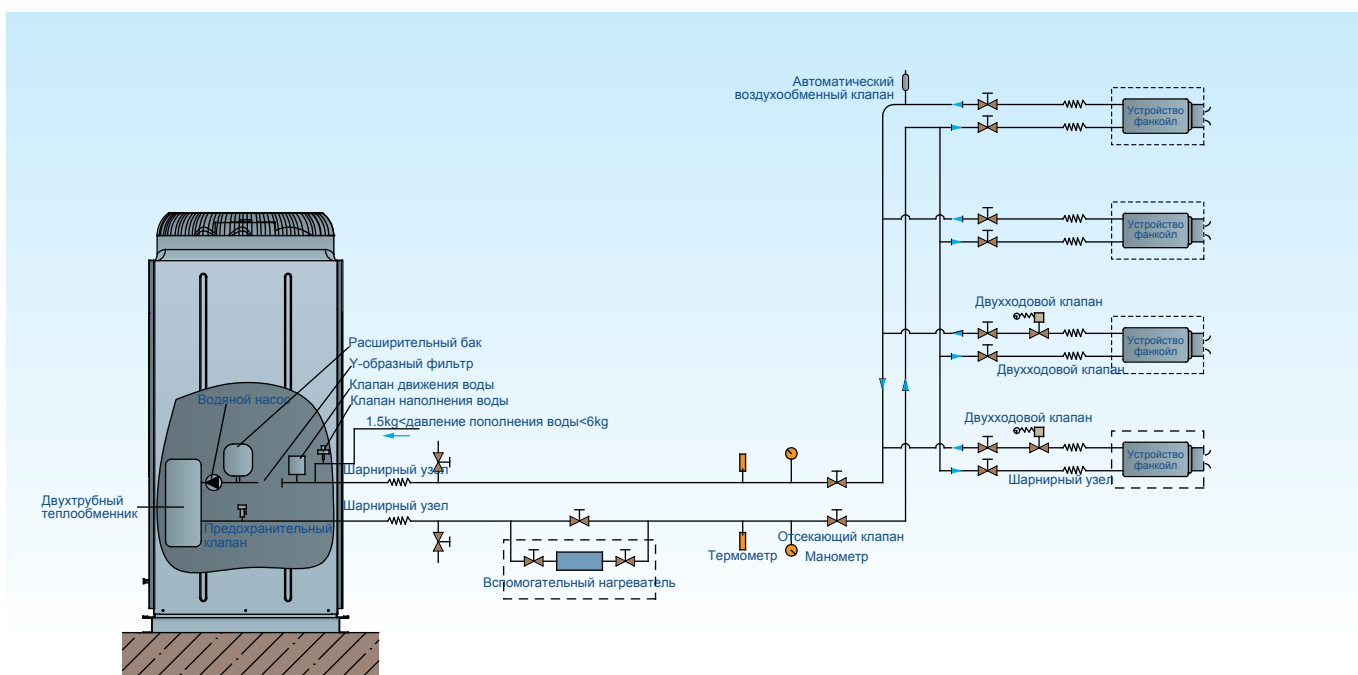 Автоматический
воздухообменный клапан
Устройство
фанкойл
Устройство
фанкойл
Двухходовой клапан
Устройство
фанкойл
Двухходовой клапан
Расширительный бак
Y-образный фильтр
Клапан движения воды
Водяной насос
Клапан наполнения воды
1.5kg<давление пополнения воды<6kg
Двухходовой клапан
Устройство
фанкойл
Шарнирный узел
Шарнирный узел
Двухтрубный
теплообменник
Шарнирный узел
Предохранительный
клапан
Отсекающий клапан
Термометр
Манометр
Вспомогательный нагреватель